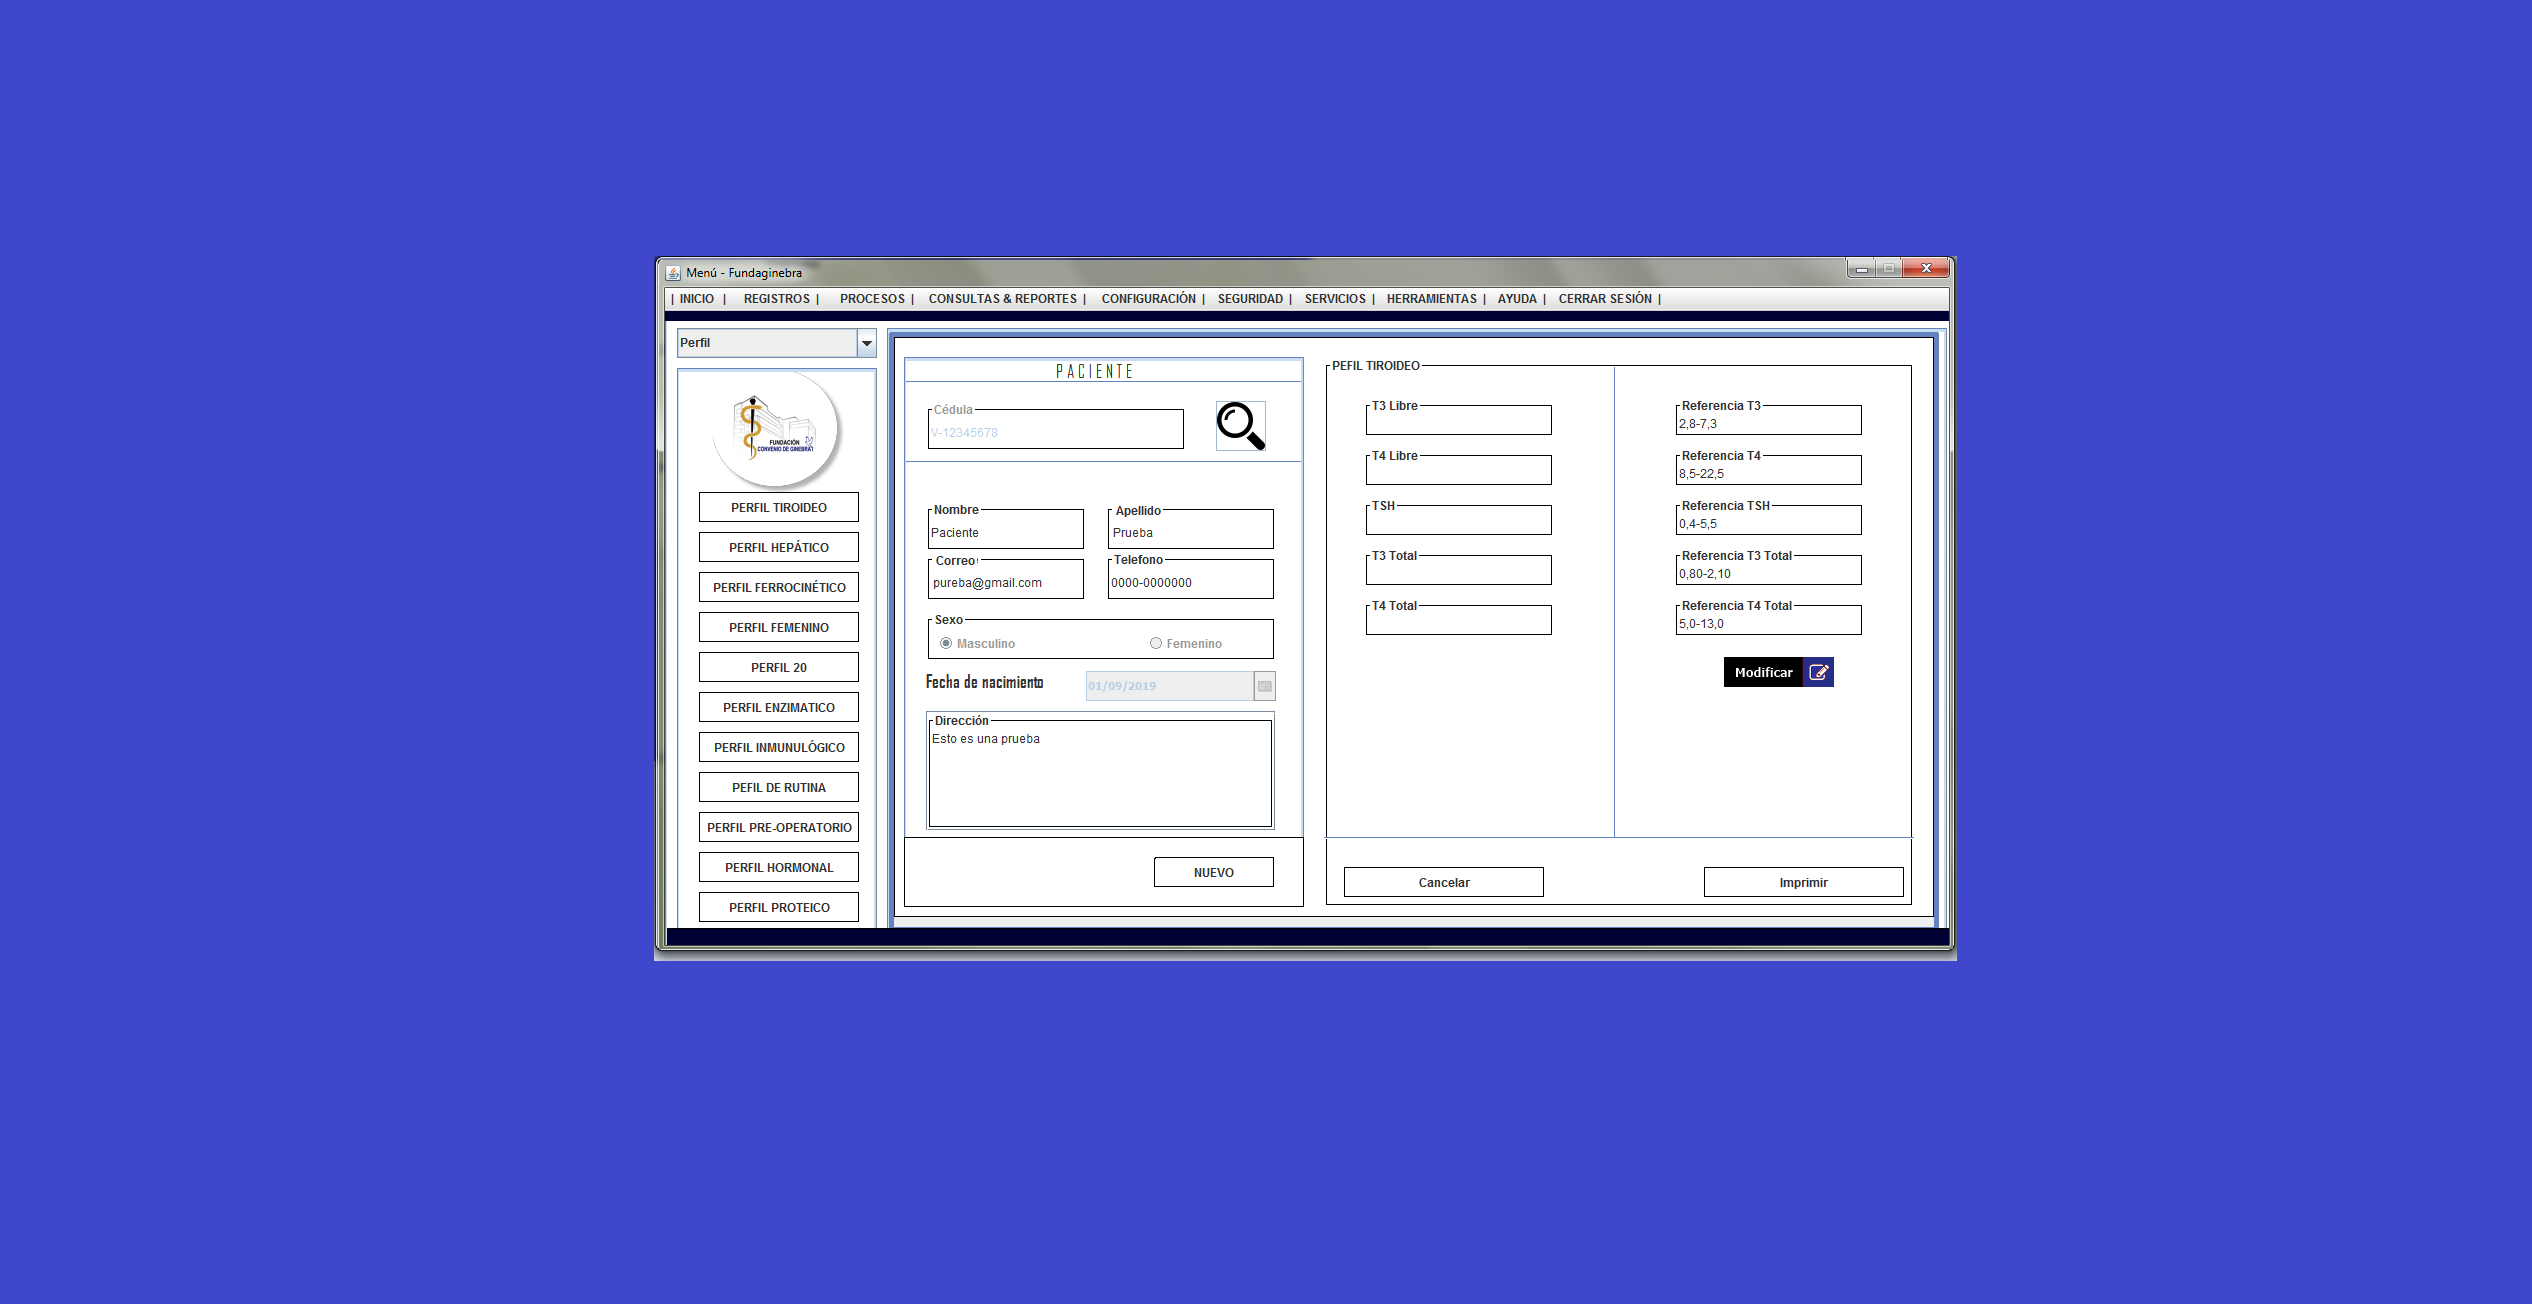 Menú - Fundaginebra
| INICIO | REGISTROS | PROCESOS | CONSULTAS & REPORTES | CONFIGURACIÓN | SEGURIDAD | SERVICIOS | HERRAMIENTAS | AYUDA | CERRAR SESIÓN |
Perfil
FUNDACIÓN
CONVENIO DE GINEBRA
PERFIL TIROIDEO
PERFIL HEPÁTICO
PERFIL FERROCINÉTICO
PERFIL FEMENINO
PERFIL 20
PERFIL ENZIMATICO
PERFIL INMUNULÓGICO
PEFIL DE RUTINA
PERFIL PRE-OPERATORIO
PERFIL HORMONAL
PERFIL PROTEICO
PACIENTE
Cédula
V-12345678
Nombre
Paciente
Apellido
Prueba
Correo
pureba@gmail.com
Telefono
0000-0000000
Sexo
Masculino
Femenino
Fecha de nacimiento
01/09/2019
Dirección
Esto es una prueba
NUEVO
PEFIL TIROIDEO
T3 Libre
T4 Libre
TSH
T3 Total
T4 Total
Referencia T3
2,8-7,3
Referencia T4
8,5-22,5
Referencia TSH
0,4-5,5
Referencia T3 Total
0,80-2,10
Referencia T4 Total
5,0-13,0
Modificar
Cancelar
Imprimir